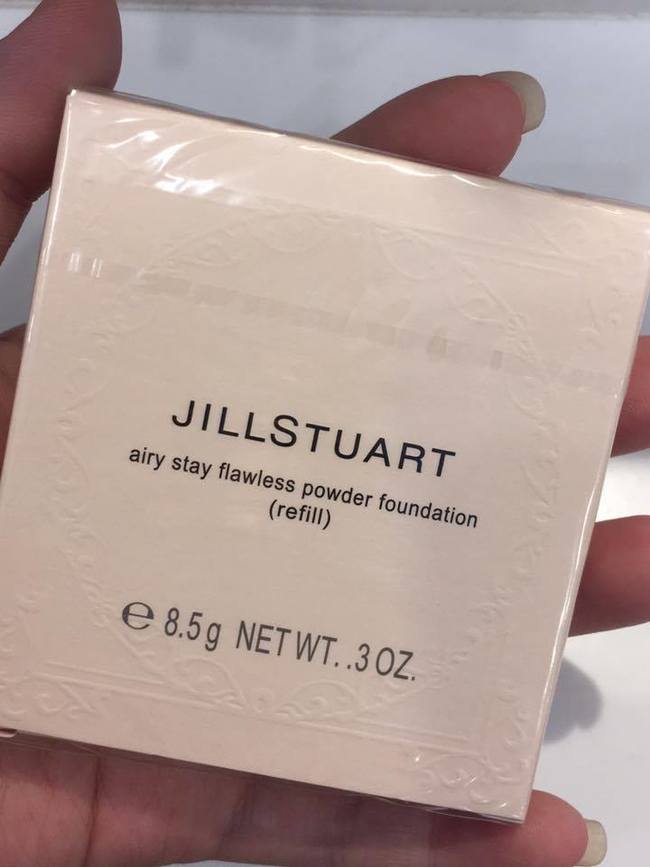 JILLSTUART
airy stay flawless powder foundation
(refill)
℮ 8.5g NET WT. .3 OZ.